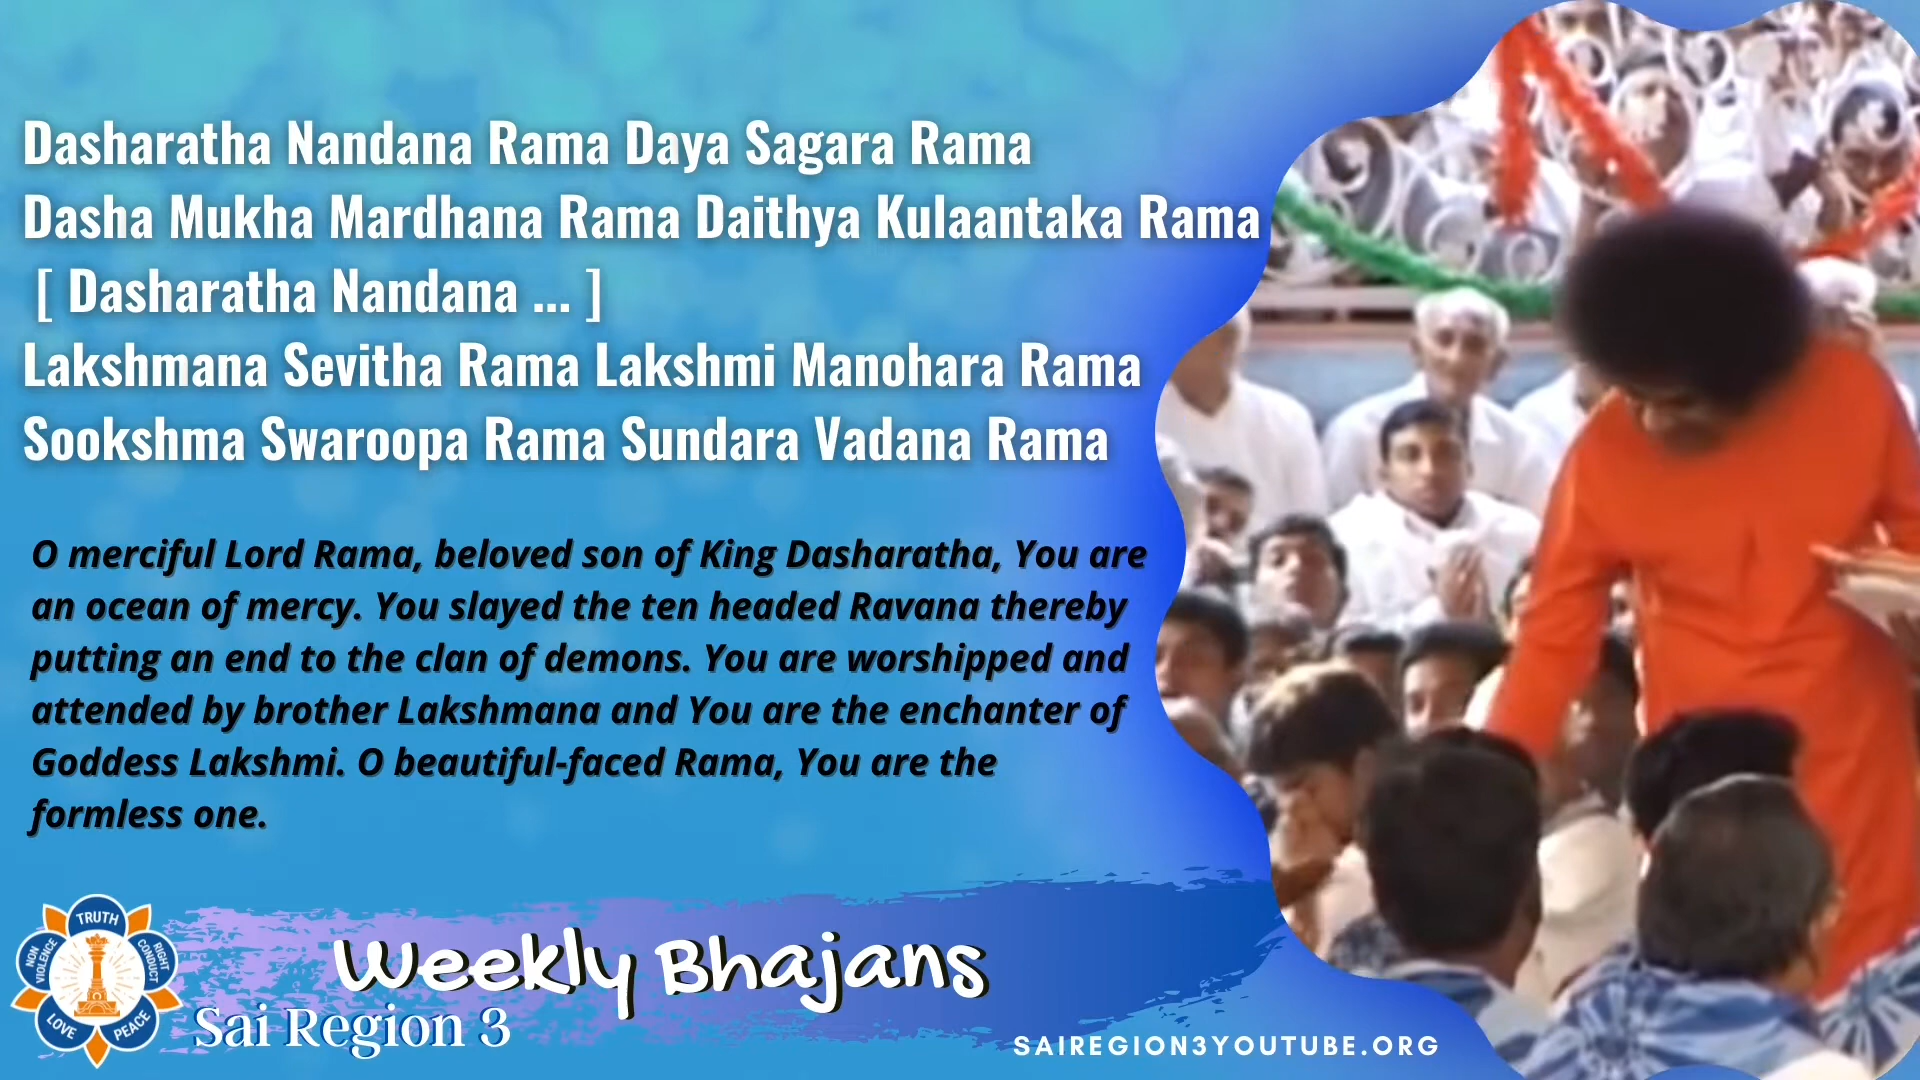 Dasharatha Nandana Rama Daya Sagara Rama
Dasha Mukha Mardhana Rama Daithya Kulaantaka Rama
[ Dasharatha Nandana ... ]
Lakshmana Sevitha Rama Lakshmi Manohara Rama
Sookshma Swaroopa Rama Sundara Vadana Rama
O merciful Lord Rama, beloved son of King Dasharatha, You are
an ocean of mercy. You slayed the ten headed Ravana thereby
putting an end to the clan of demons. You are worshipped and
attended by brother Lakshmana and You are the enchanter of
Goddess Lakshmi. O beautiful-faced Rama, You are the
formless one.
TRUTH
RIGHT
CONDUCT
PEACE
LOVE
NON
VIOLENCE
Weekly Bhajans
Sai Region 3
SAIREGION3YOUTUBE.ORG